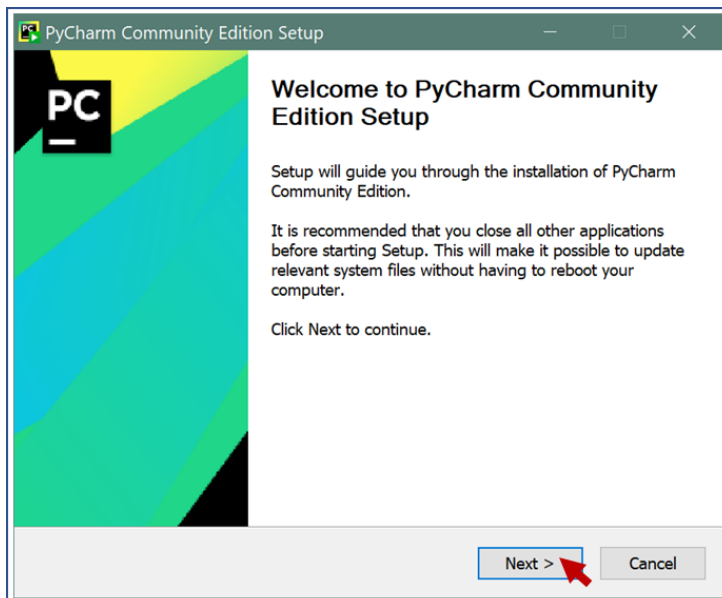 PyCharm Community Edition Setup
PC
PC
Welcome to PyCharm Community
Edition Setup
Setup will guide you through the installation of PyCharm
Community Edition.
It is recommended that you close all other applications
before starting Setup. This will make it possible to update
relevant system files without having to reboot your
computer.
Click Next to continue.
Next >
Cancel